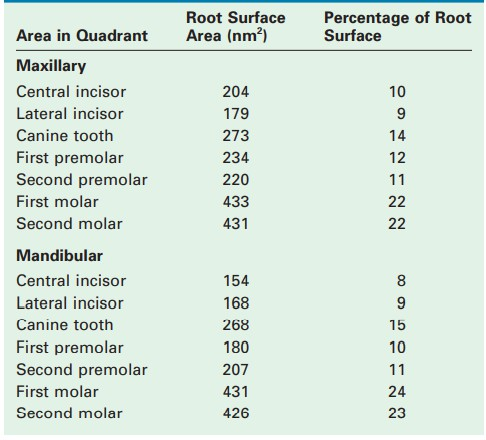 Area in Quadrant Root Surface Area (nm²) Percentage of Root Surface
Maxillary
Central incisor 204 10
Lateral incisor 179 9
Canine tooth 273 14
First premolar 234 12
Second premolar 220 11
First molar 433 22
Second molar 431 22
Mandibular
Central incisor 154 8
Lateral incisor 168 9
Canine tooth 268 15
First premolar 180 10
Second premolar 207 11
First molar 431 24
Second molar 426 23